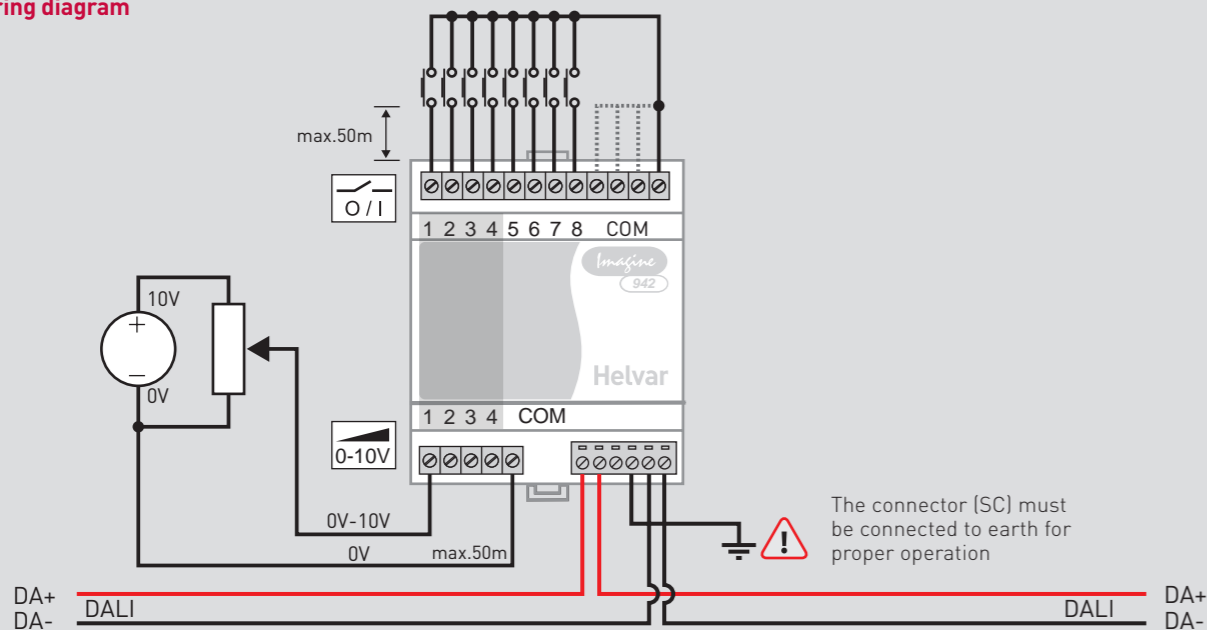 ring diagram
max.50m
O / I
1 2 3 4 5 6 7 8 COM
Imagine
942
10V
+
–
0V
Helvar
1 2 3 4 COM
0-10V
0V-10V
0V
max.50m
!
The connector (SC) must
be connected to earth for
proper operation
DA+
DALI
DA-
DA+
DALI
DA-